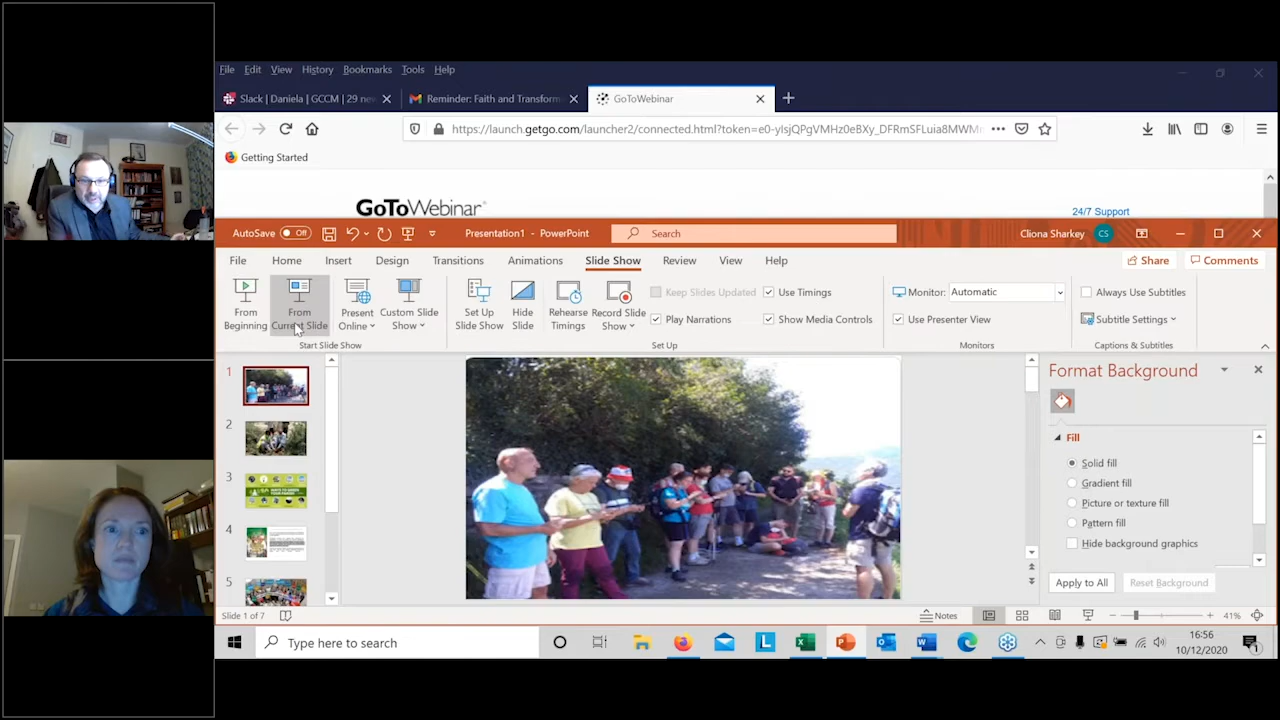 File Edit View History Bookmarks Tools Help
Slack | Daniela | GCCM | 29 ne
Reminder: Faith and Transform
GoToWebinar
https://launch.getgo.com/launcher2/connected.html?token=e0-ylsjQPgVMHz0eBXy_DFRmSFLuia8MWM
Getting Started
GoToWebinar
24/7 Support
AutoSave Off
Presentation1 - PowerPoint
Search
Cliona Sharkey CS
File Home Insert Design Transitions Animations Slide Show Review View Help
Share Comments
From Beginning
From Current Slide
Present Online
Custom Slide Show
Set Up Slide Show
Hide Slide
Rehearse Timings
Record Slide Show
Keep Slides Updated
Use Timings
Play Narrations
Show Media Controls
Monitor: Automatic
Use Presenter View
Always Use Subtitles
Subtitle Settings
Start Slide Show
Set Up
Monitors
Captions & Subtitles
1
2
3
4
5
Format Background
Fill
Solid fill
Gradient fill
Picture or texture fill
Pattern fill
Hide background graphics
Apply to All
Reset Background
Slide 1 of 7
Notes
41%
Type here to search
L
16:56
10/12/2020
1